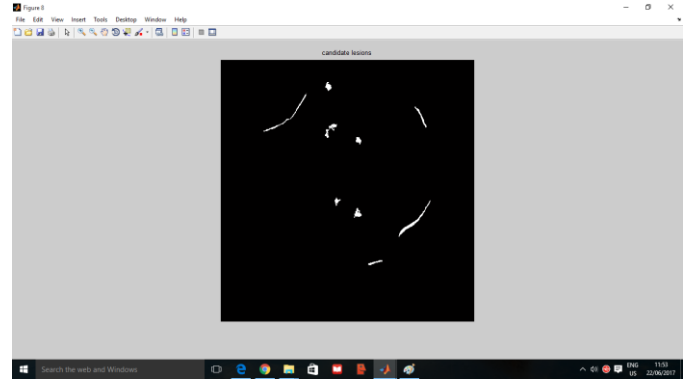 Figure 8
File Edit View Insert Tools Desktop Window Help
candidate lesions
Search the web and Windows
ENG 11:53
US 22/06/2017